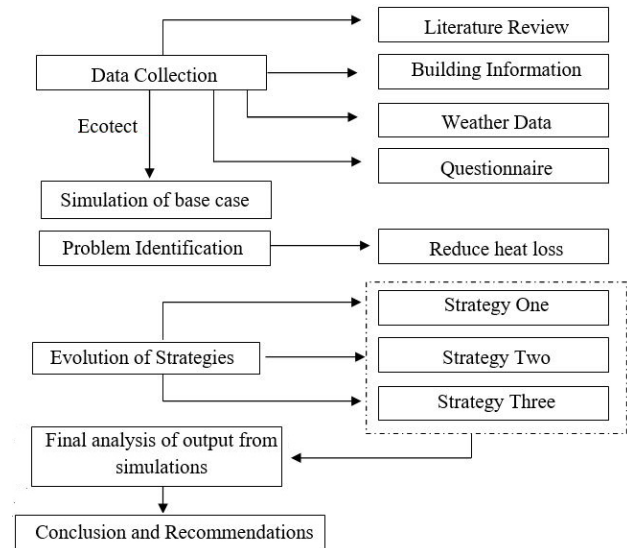 Literature Review
Data Collection
Building Information
Ecotect
Weather Data
Questionnaire
Simulation of base case
Problem Identification
Reduce heat loss
Strategy One
Evolution of Strategies
Strategy Two
Strategy Three
Final analysis of output from
simulations
Conclusion and Recommendations